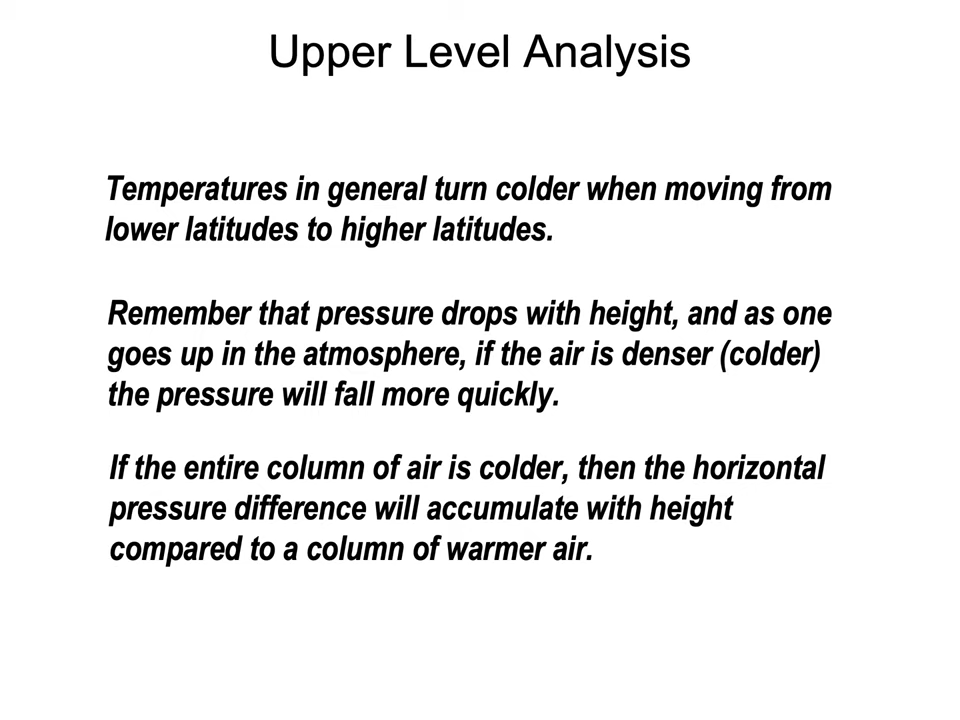 Upper Level Analysis
Temperatures in general turn colder when moving from
lower latitudes to higher latitudes.
Remember that pressure drops with height, and as one
goes up in the atmosphere, if the air is denser (colder)
the pressure will fall more quickly.
If the entire column of air is colder, then the horizontal
pressure difference will accumulate with height
compared to a column of warmer air.